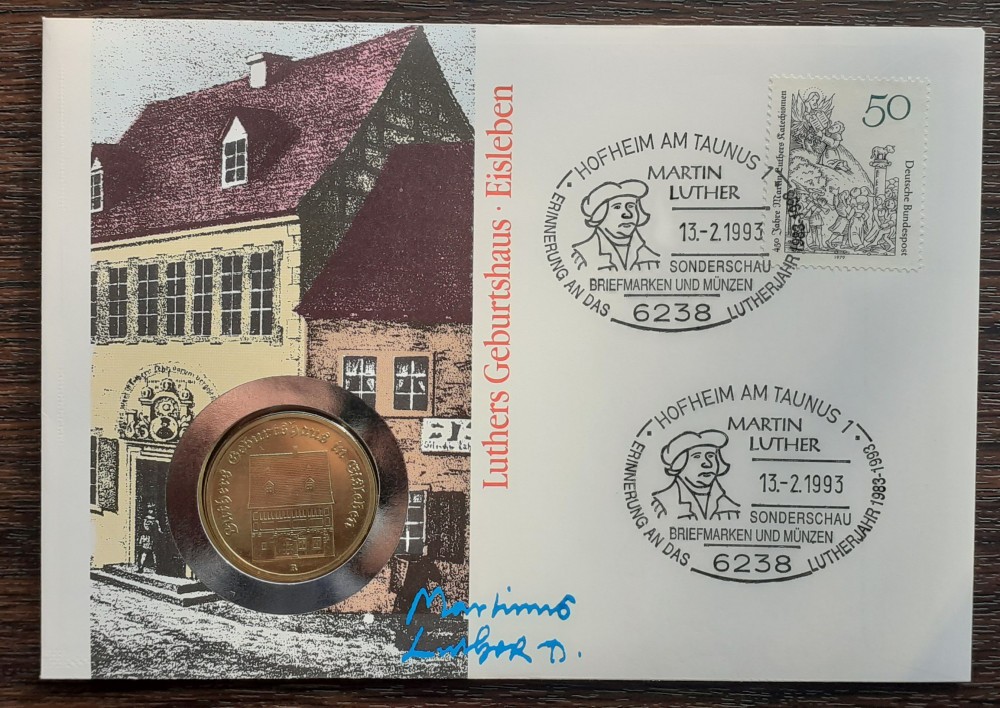 Luthers Geburtshaus · Eisleben
Luthers Geburtshaus in Eisleben
R
50
Deutsche Bundespost
450 Jahre Martin Luthers Katechismen
1979
HOFHEIM AM TAUNUS 1
MARTIN
LUTHER
13.-2.1993
SONDERSCHAU
BRIEFMARKEN UND MÜNZEN
6238
ERINNERUNG AN DAS LUTHERJAHR 1983-1993
HOFHEIM AM TAUNUS 1
MARTIN
LUTHER
13.-2.1993
SONDERSCHAU
BRIEFMARKEN UND MÜNZEN
6238
ERINNERUNG AN DAS LUTHERJAHR 1983-1993
Martinus
Luther D.